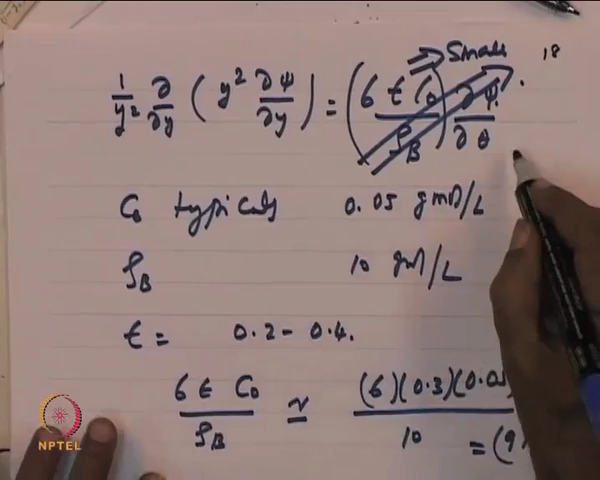 Small 18
1/y² ∂/∂y ( y² ∂ψ/∂y ) = ( 6 ε C₀ / ρ_B ) ∂ψ/∂θ .
C₀ typically 0.05 gmol/L
ρ_B 10 gmol/L
ε = 0.2 - 0.4.
6 ε C₀ / ρ_B ≃ (6)(0.3)(0.05 / 10
= (9
NPTEL